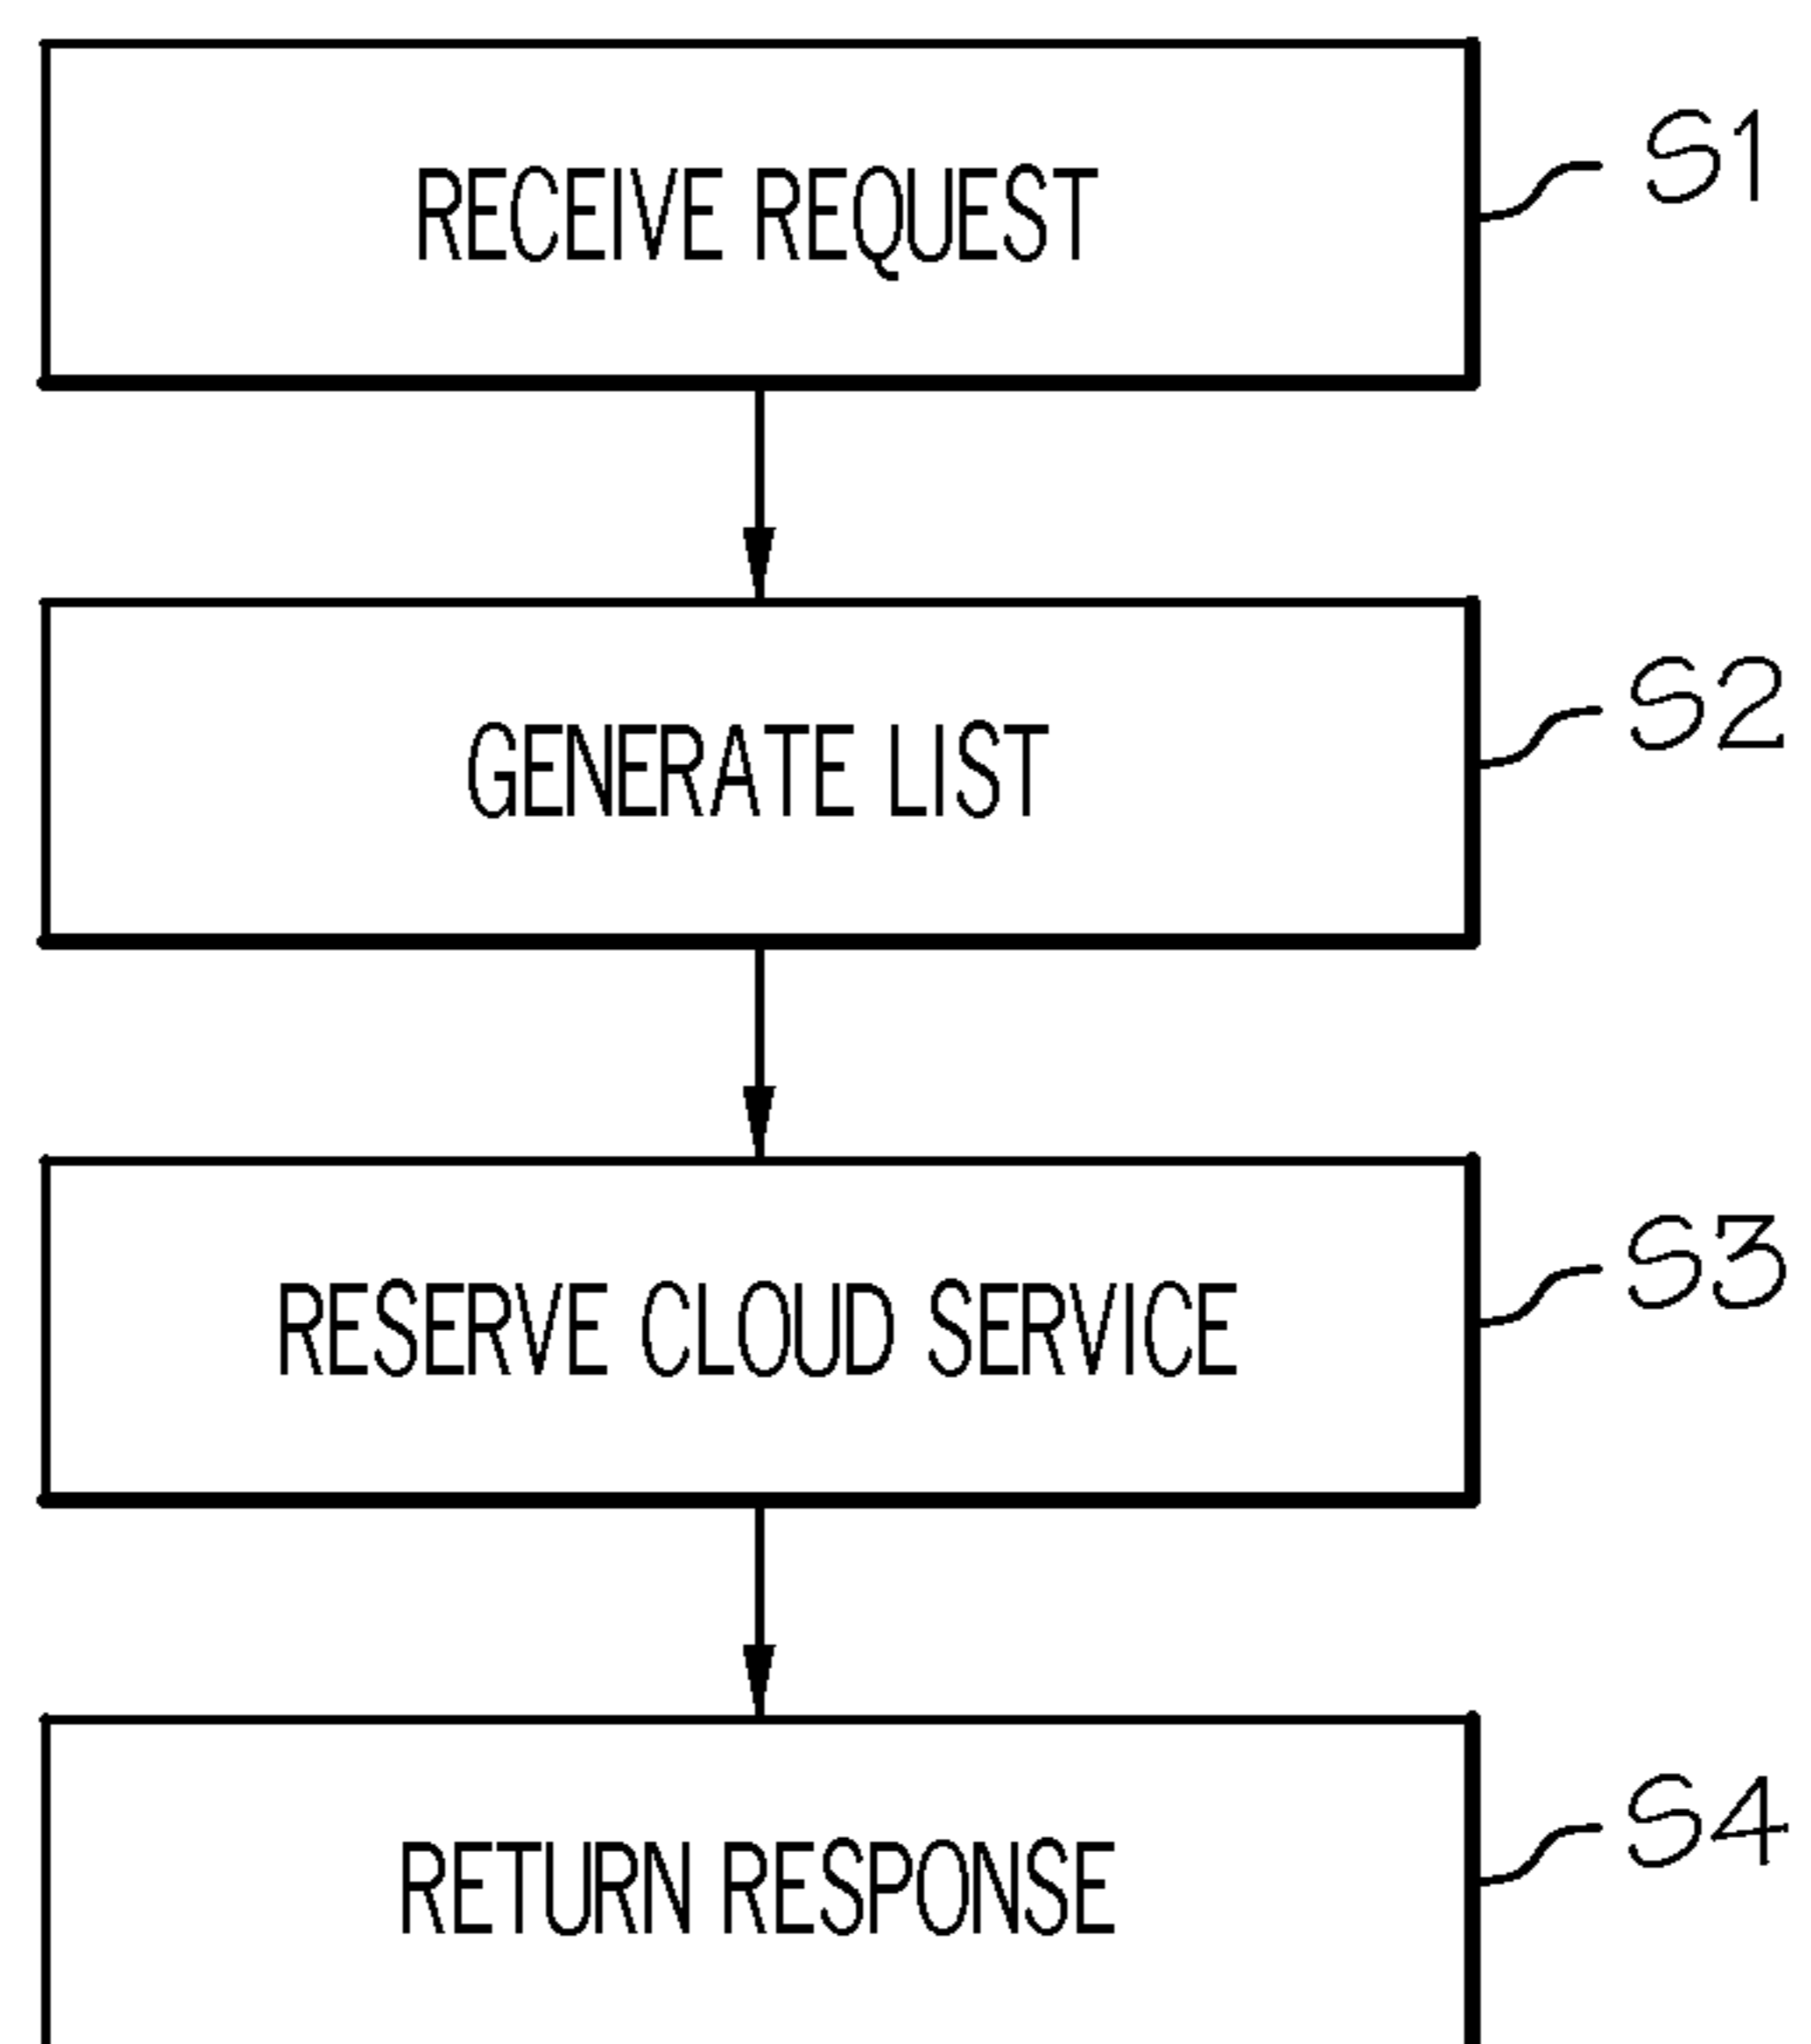 RECEIVE REQUEST
S1
GENERATE LIST
S2
RESERVE CLOUD SERVICE
S3
RETURN RESPONSE
S4